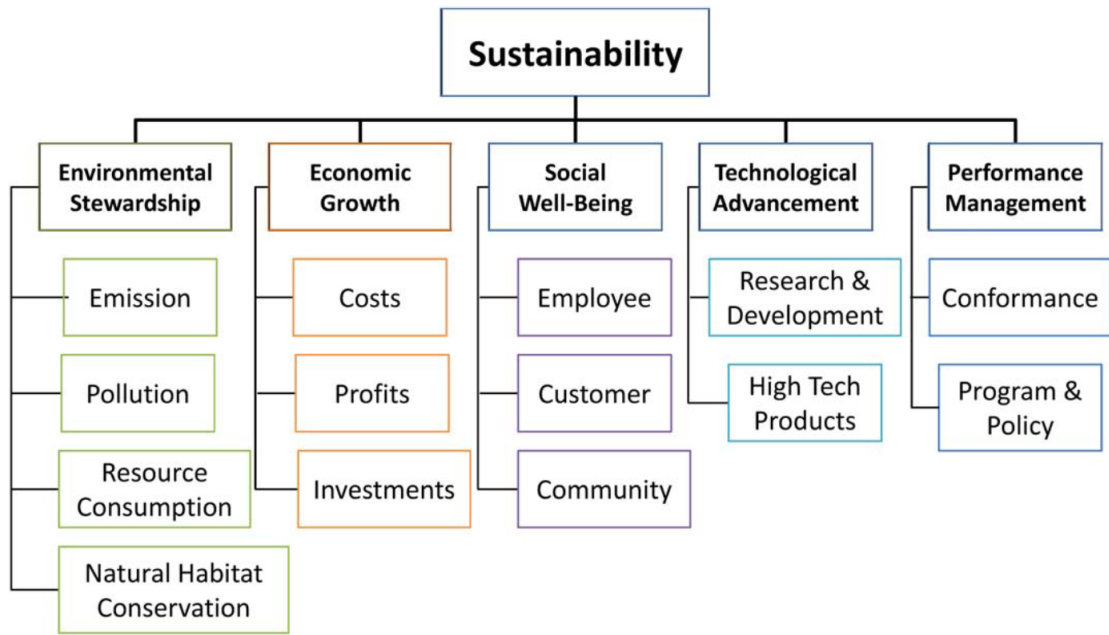 Sustainability
Environmental
Stewardship
Emission
Pollution
Resource
Consumption
Natural Habitat
Conservation
Economic
Growth
Costs
Profits
Investments
Social
Well-Being
Employee
Customer
Community
Technological
Advancement
Research &
Development
High Tech
Products
Performance
Management
Conformance
Program &
Policy